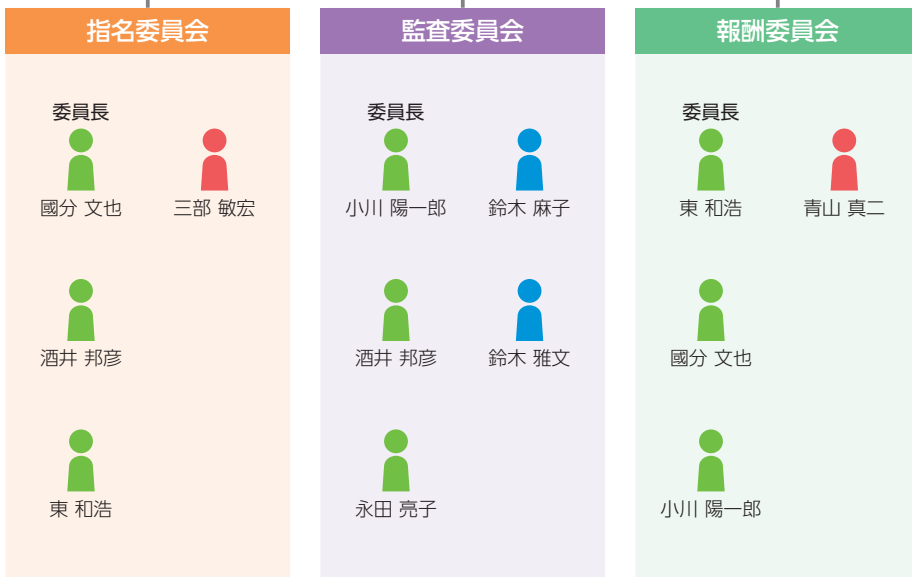 指名委員会
委員長
國分 文也
三部 敏宏
酒井 邦彦
東 和浩
監査委員会
委員長
小川 陽一郎
鈴木 麻子
酒井 邦彦
鈴木 雅文
永田 亮子
報酬委員会
委員長
東 和浩
青山 真二
國分 文也
小川 陽一郎